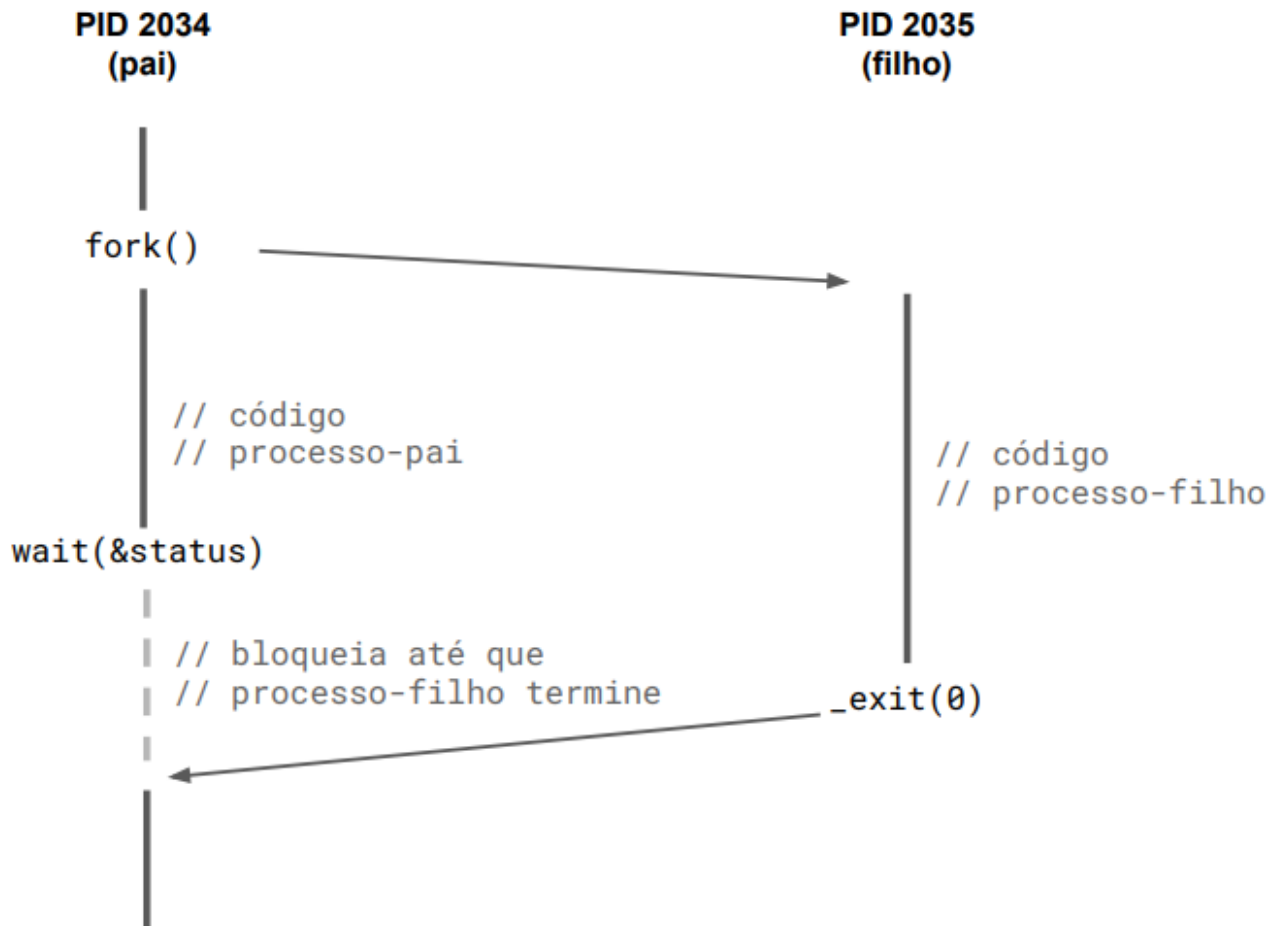 PID 2034
(pai)
PID 2035
(filho)
fork()
// código
// processo-pai
// código
// processo-filho
wait(&status)
// bloqueia até que
// processo-filho termine
_exit(0)